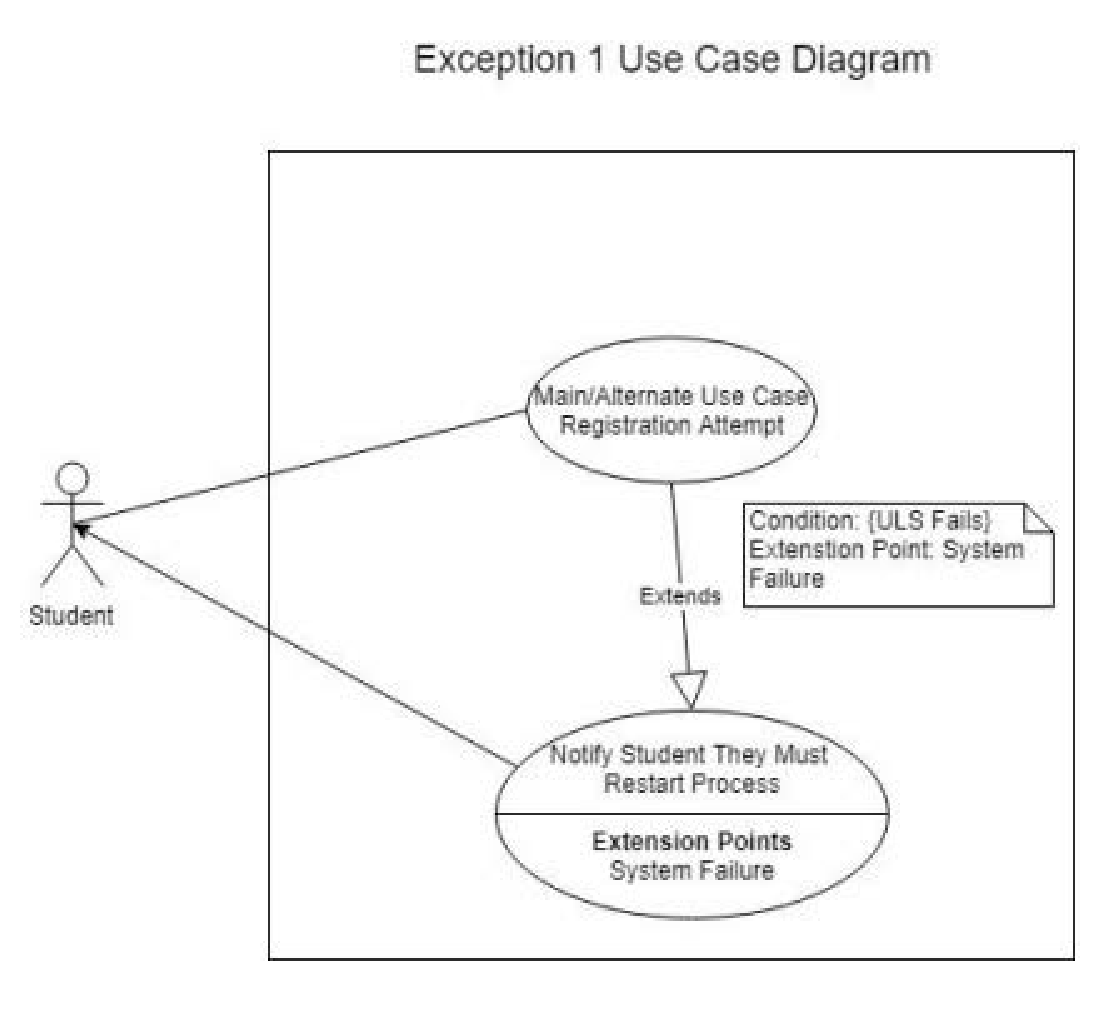 Exception 1 Use Case Diagram
Main/Alternate Use Case
Registration Attempt
Condition: {ULS Fails}
Extenstion Point: System
Failure
Extends
Student
Notify Student They Must
Restart Process
Extension Points
System Failure